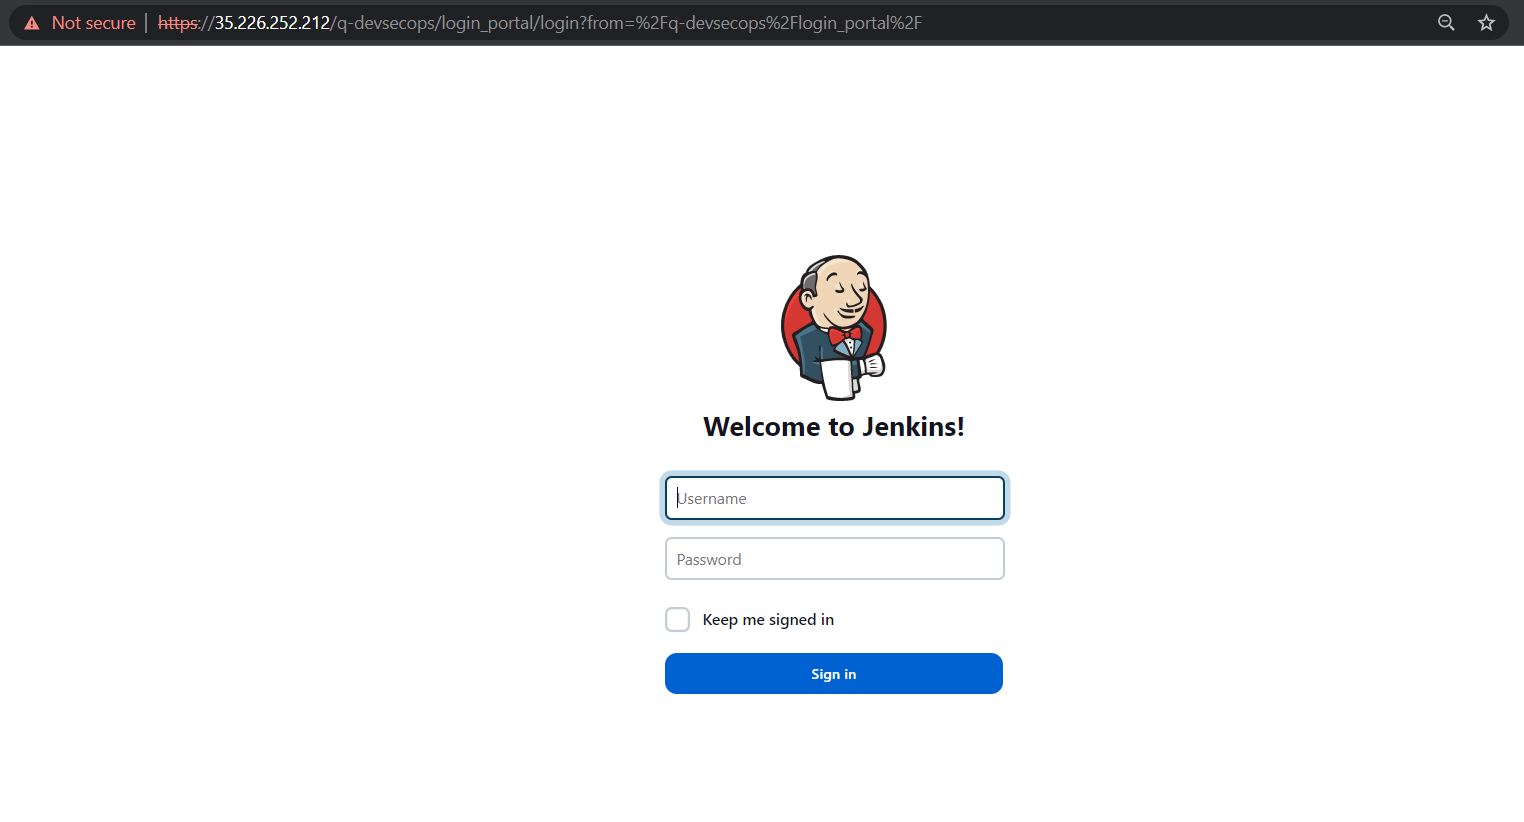 Not secure | https://35.226.252.212/q-devsecops/login_portal/login?from=%2Fq-devsecops%2Flogin_portal%2F
Welcome to Jenkins!
Username
Password
Keep me signed in
Sign in